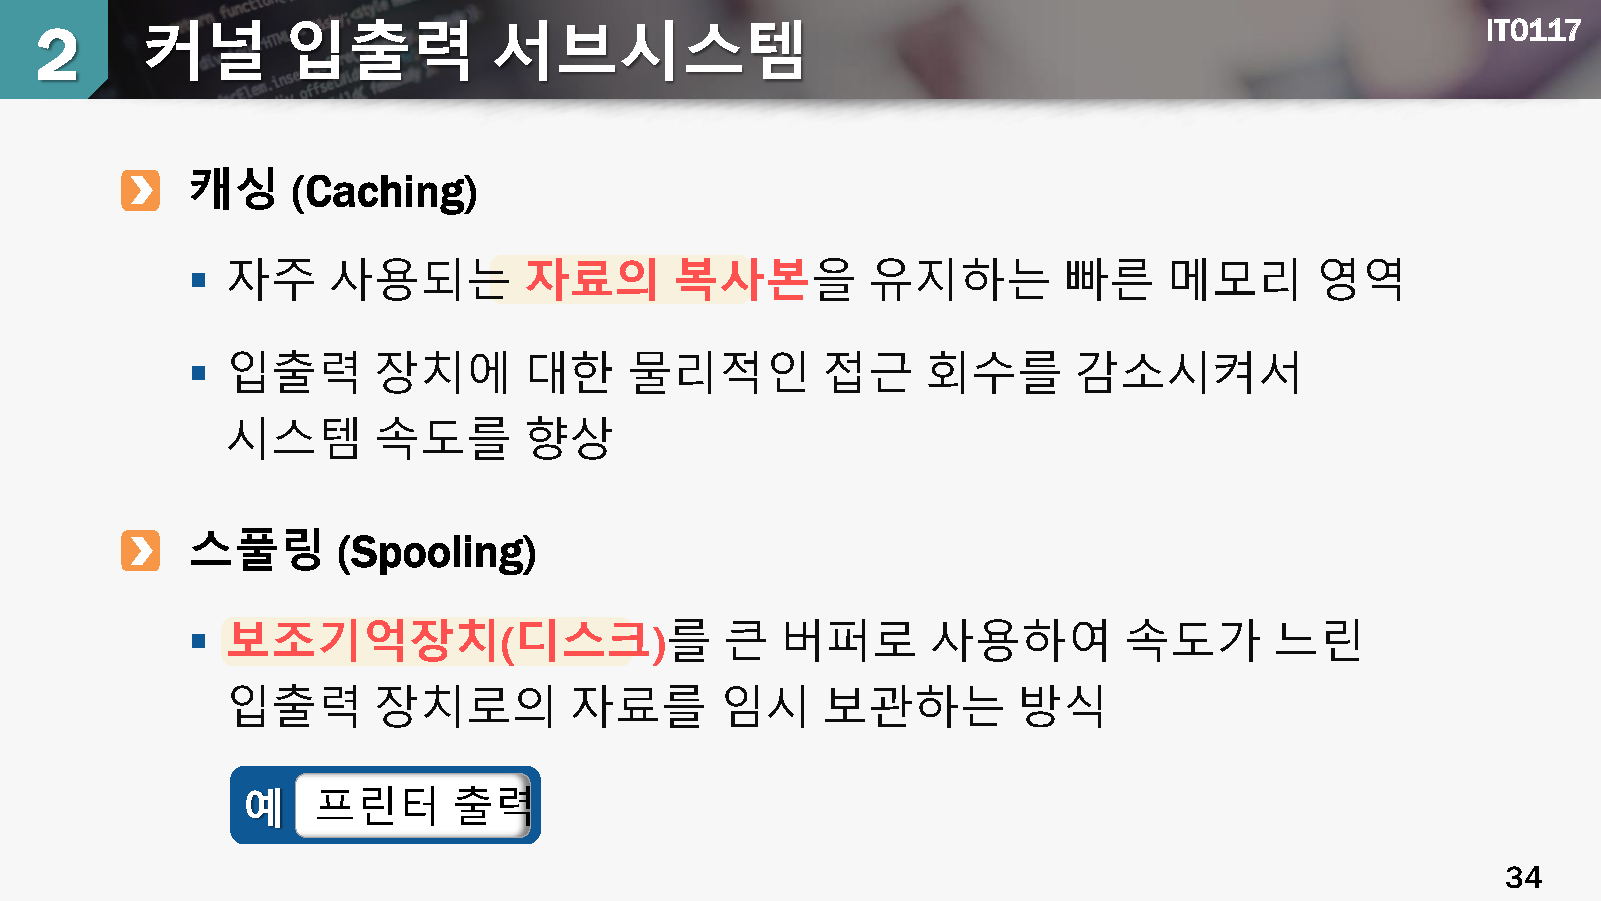 2 커널 입출력 서브시스템 IT0117
캐싱 (Caching)
▪ 자주 사용되는 자료의 복사본을 유지하는 빠른 메모리 영역
▪ 입출력 장치에 대한 물리적인 접근 회수를 감소시켜서
시스템 속도를 향상
스풀링 (Spooling)
▪ 보조기억장치(디스크)를 큰 버퍼로 사용하여 속도가 느린
입출력 장치로의 자료를 임시 보관하는 방식
예 프린터 출력
34